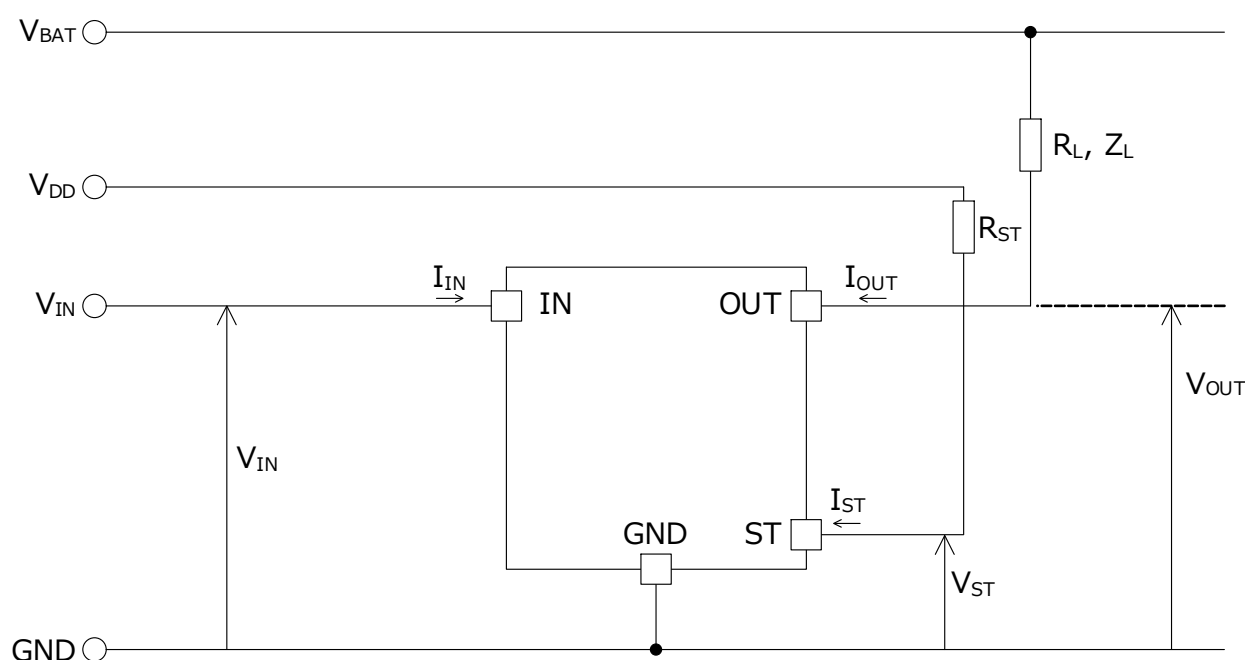 VBAT
RL, ZL
VDD
RST
IIN
IOUT
VIN
IN
OUT
VOUT
VIN
IST
GND
ST
VST
GND